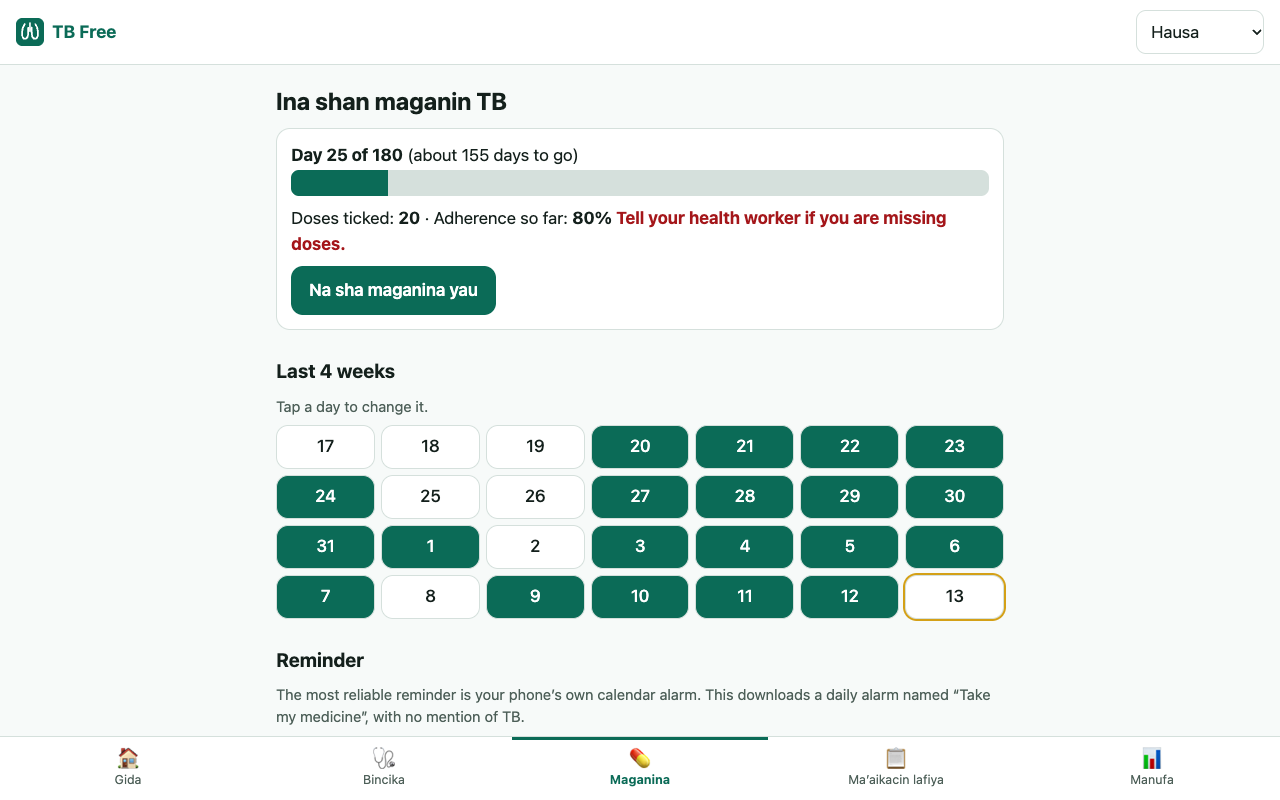 TB Free
Hausa
Ina shan maganin TB
Day 25 of 180 (about 155 days to go)
Doses ticked: 20 · Adherence so far: 80% Tell your health worker if you are missing
doses.
Na sha maganina yau
Last 4 weeks
Tap a day to change it.
17 18 19 20 21 22 23
24 25 26 27 28 29 30
31 1 2 3 4 5 6
7 8 9 10 11 12 13
Reminder
The most reliable reminder is your phone’s own calendar alarm. This downloads a daily alarm named “Take
my medicine”, with no mention of TB.
Gida Bincika Maganina Ma’aikacin lafiya Manufa